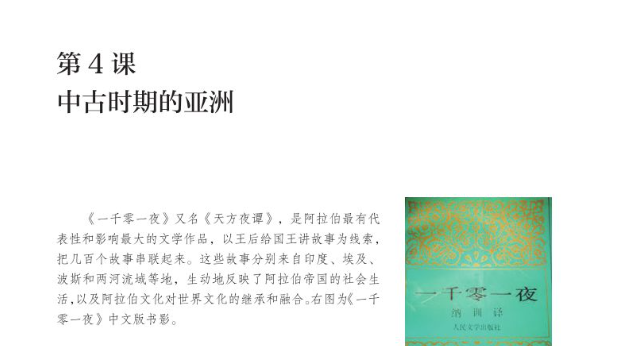 第 4 课
中古时期的亚洲
《一千零一夜》又名《天方夜谭》，是阿拉伯最有代
表性和影响最大的文学作品，以王后给国王讲故事为线索，
把几百个故事串联起来。这些故事分别来自印度、埃及、
波斯和两河流域等地，生动地反映了阿拉伯帝国的社会生
活，以及阿拉伯文化对世界文化的继承和融合。右图为《一千
零一夜》中文版书影。
一千零一夜
纳训译
人民文学出版社